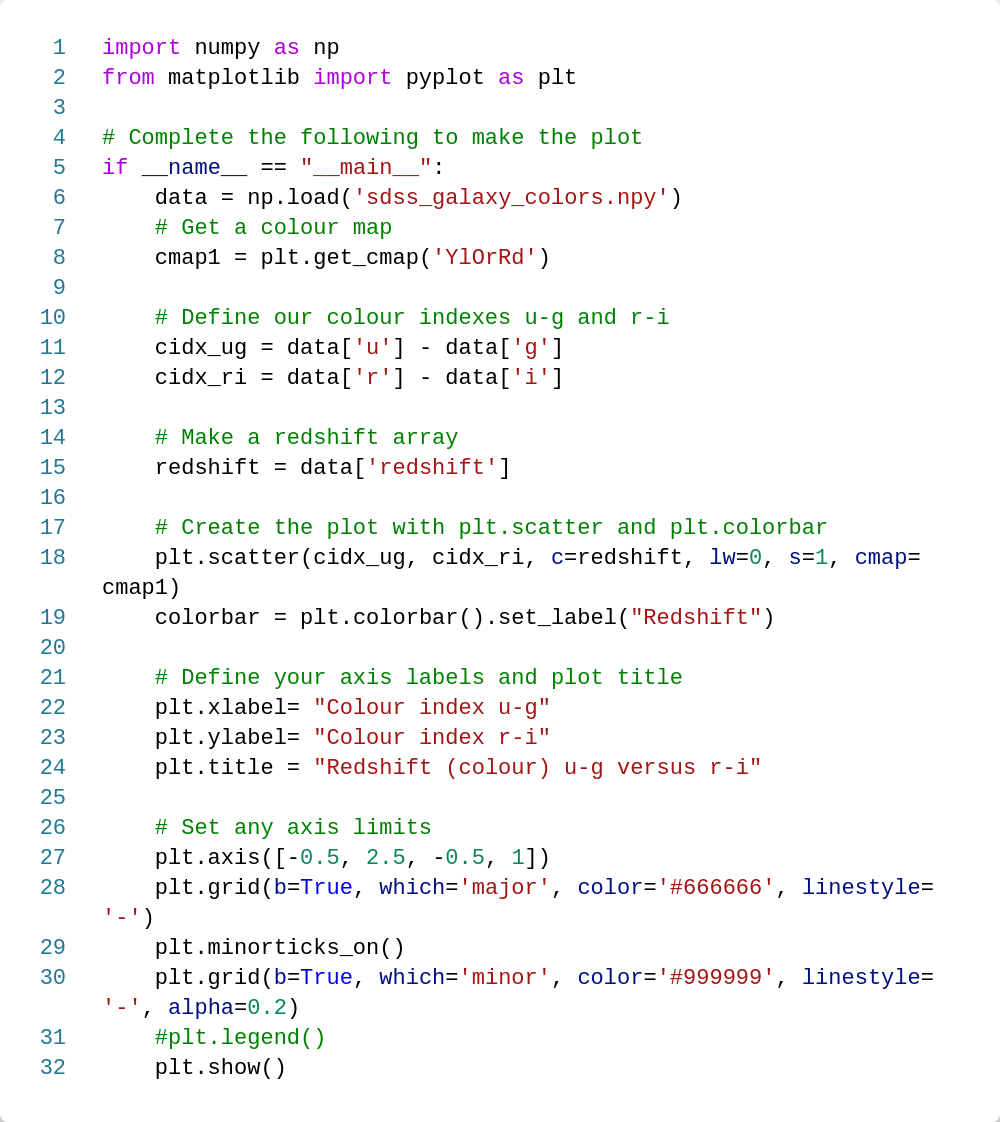 1 import numpy as np
2 from matplotlib import pyplot as plt
3
4 # Complete the following to make the plot
5 if __name__ == "__main__":
6     data = np.load('sdss_galaxy_colors.npy')
7     # Get a colour map
8     cmap1 = plt.get_cmap('YlOrRd')
9
10     # Define our colour indexes u-g and r-i
11     cidx_ug = data['u'] - data['g']
12     cidx_ri = data['r'] - data['i']
13
14     # Make a redshift array
15     redshift = data['redshift']
16
17     # Create the plot with plt.scatter and plt.colorbar
18     plt.scatter(cidx_ug, cidx_ri, c=redshift, lw=0, s=1, cmap=
cmap1)
19     colorbar = plt.colorbar().set_label("Redshift")
20
21     # Define your axis labels and plot title
22     plt.xlabel= "Colour index u-g"
23     plt.ylabel= "Colour index r-i"
24     plt.title = "Redshift (colour) u-g versus r-i"
25
26     # Set any axis limits
27     plt.axis([-0.5, 2.5, -0.5, 1])
28     plt.grid(b=True, which='major', color='#666666', linestyle=
'-')
29     plt.minorticks_on()
30     plt.grid(b=True, which='minor', color='#999999', linestyle=
'-', alpha=0.2)
31     #plt.legend()
32     plt.show()